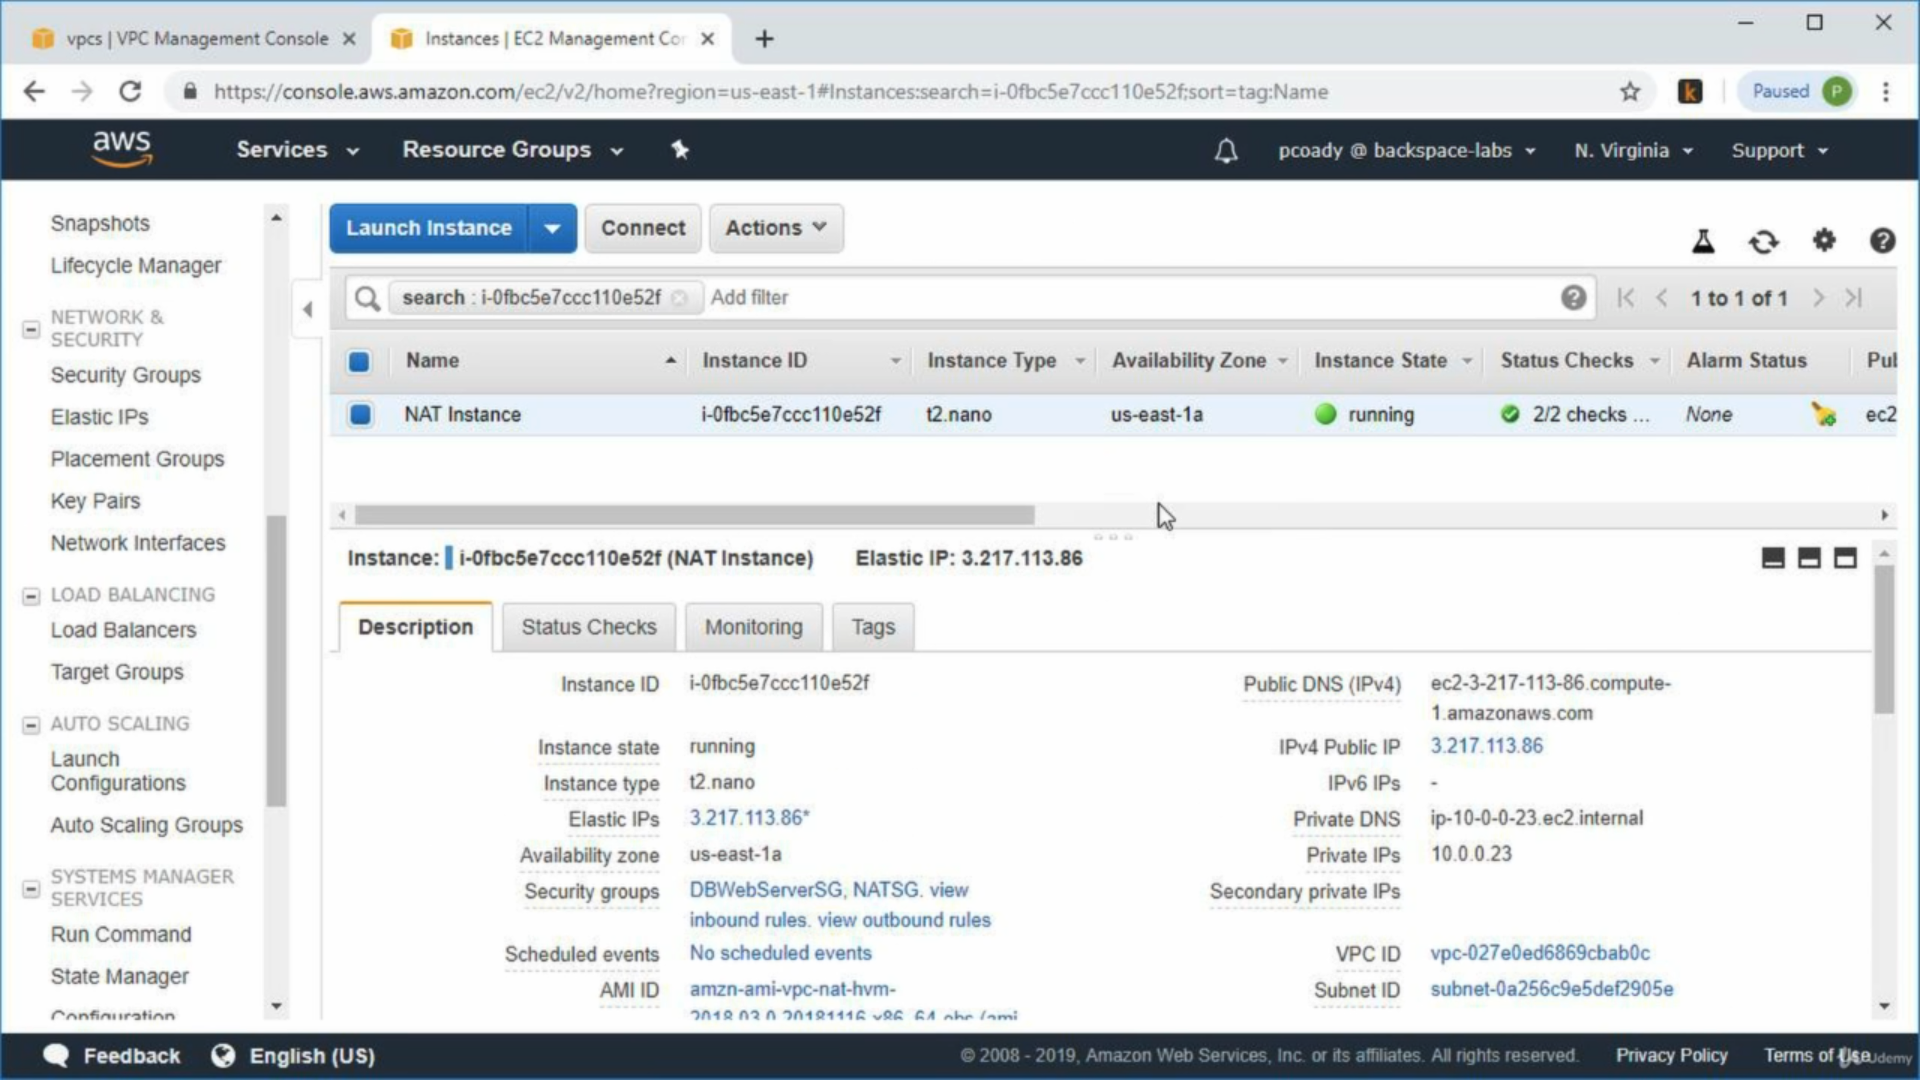 vpcs | VPC Management Console
Instances | EC2 Management Co
https://console.aws.amazon.com/ec2/v2/home?region=us-east-1#Instances:search=i-0fbc5e7ccc110e52f;sort=tag:Name
k
Paused P
aws
Services
Resource Groups
pcoady @ backspace-labs
N. Virginia
Support
Snapshots
Lifecycle Manager
NETWORK &
SECURITY
Security Groups
Elastic IPs
Placement Groups
Key Pairs
Network Interfaces
LOAD BALANCING
Load Balancers
Target Groups
AUTO SCALING
Launch
Configurations
Auto Scaling Groups
SYSTEMS MANAGER
SERVICES
Run Command
State Manager
Configuration
Launch Instance
Connect
Actions
search : i-0fbc5e7ccc110e52f
Add filter
1 to 1 of 1
Name Instance ID Instance Type Availability Zone Instance State Status Checks Alarm Status Pul
NAT Instance i-0fbc5e7ccc110e52f t2.nano us-east-1a running 2/2 checks ... None ec2
Instance: i-0fbc5e7ccc110e52f (NAT Instance) Elastic IP: 3.217.113.86
Description Status Checks Monitoring Tags
Instance ID i-0fbc5e7ccc110e52f
Instance state running
Instance type t2.nano
Elastic IPs 3.217.113.86*
Availability zone us-east-1a
Security groups DBWebServerSG, NATSG. view
inbound rules. view outbound rules
Scheduled events No scheduled events
AMI ID amzn-ami-vpc-nat-hvm-
2018.03.0.20181116-x86_64-ebs (ami-
Public DNS (IPv4) ec2-3-217-113-86.compute-
1.amazonaws.com
IPv4 Public IP 3.217.113.86
IPv6 IPs -
Private DNS ip-10-0-0-23.ec2.internal
Private IPs 10.0.0.23
Secondary private IPs
VPC ID vpc-027e0ed6869cbab0c
Subnet ID subnet-0a256c9e5def2905e
Feedback
English (US)
© 2008 - 2019, Amazon Web Services, Inc. or its affiliates. All rights reserved.
Privacy Policy
Terms of Use
Udemy